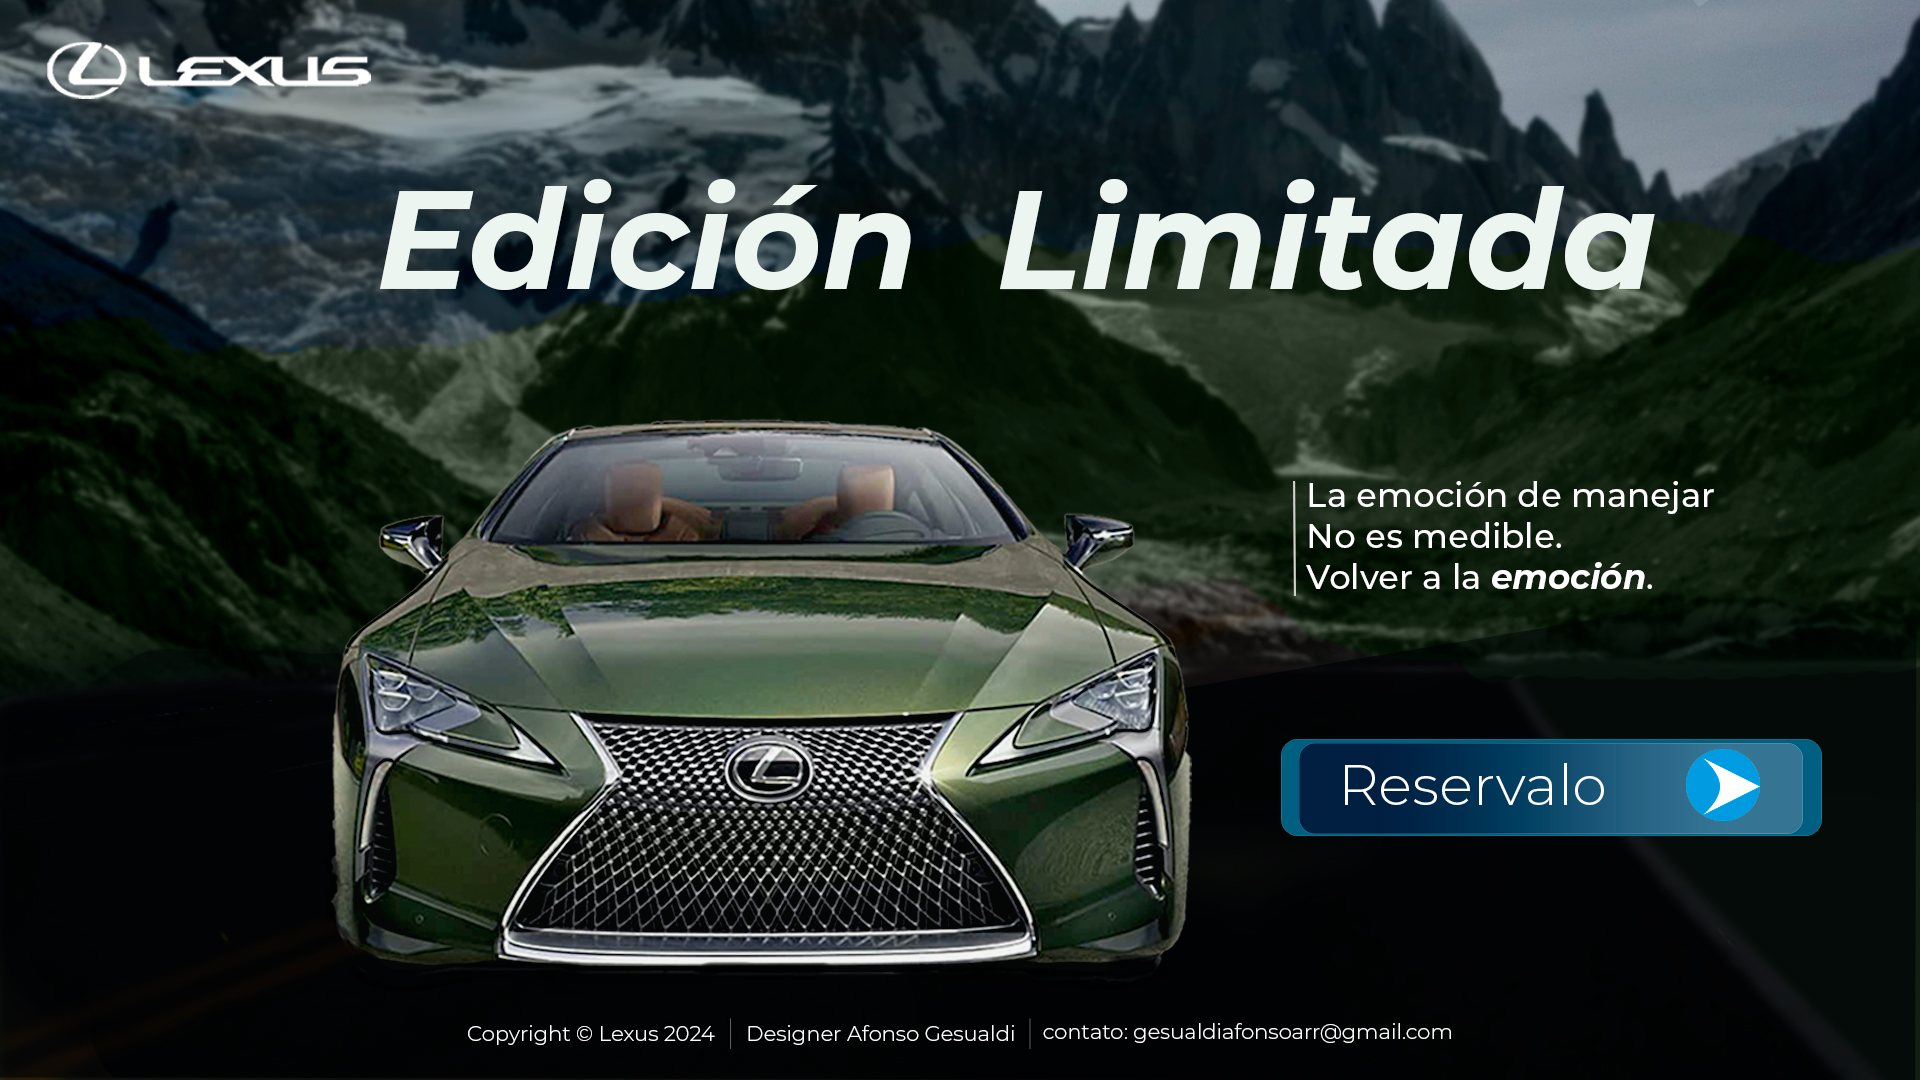 LEXUS
Edición Limitada
La emoción de manejar
No es medible.
Volver a la emoción.
Reservalo
Copyright © Lexus 2024 Designer Afonso Gesualdi contato: gesualdiafonsoarr@gmail.com